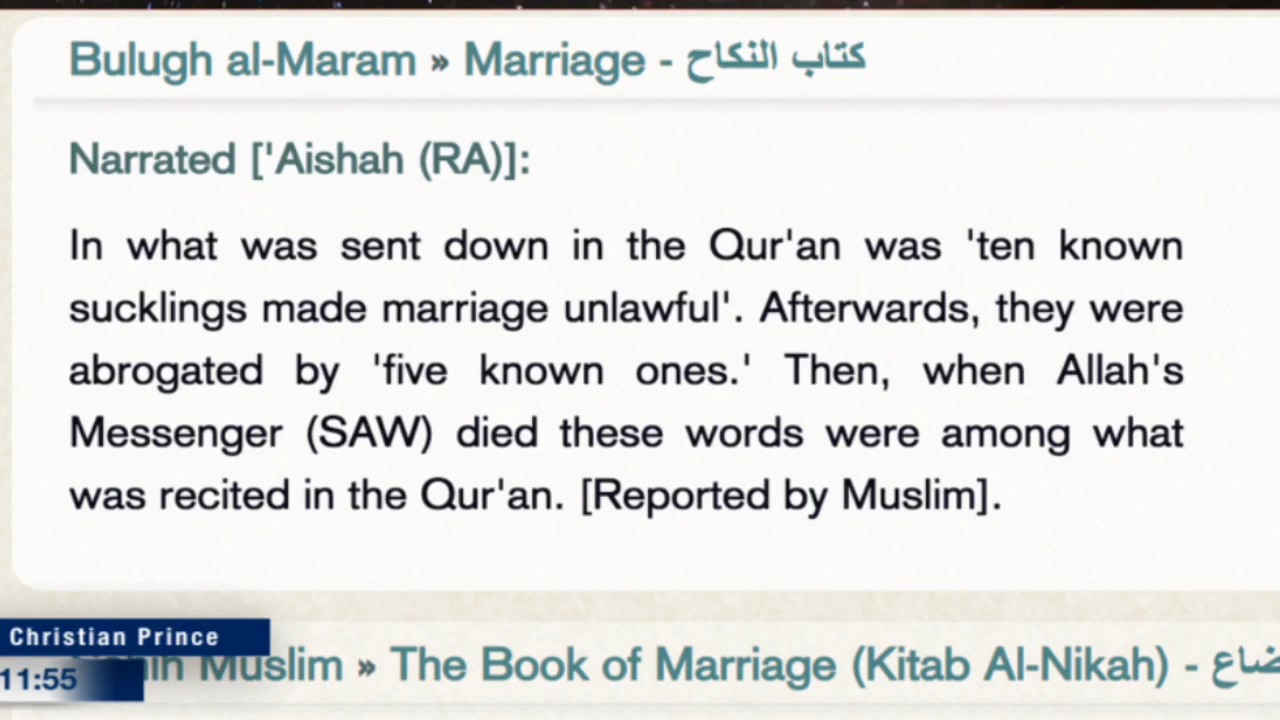 Bulugh al-Maram » Marriage - كتاب النكاح
Narrated ['Aishah (RA)]:
In what was sent down in the Qur'an was 'ten known
sucklings made marriage unlawful'. Afterwards, they were
abrogated by 'five known ones.' Then, when Allah's
Messenger (SAW) died these words were among what
was recited in the Qur'an. [Reported by Muslim].
Christian Prince
Muslim » The Book of Marriage (Kitab Al-Nikah) -
11:55